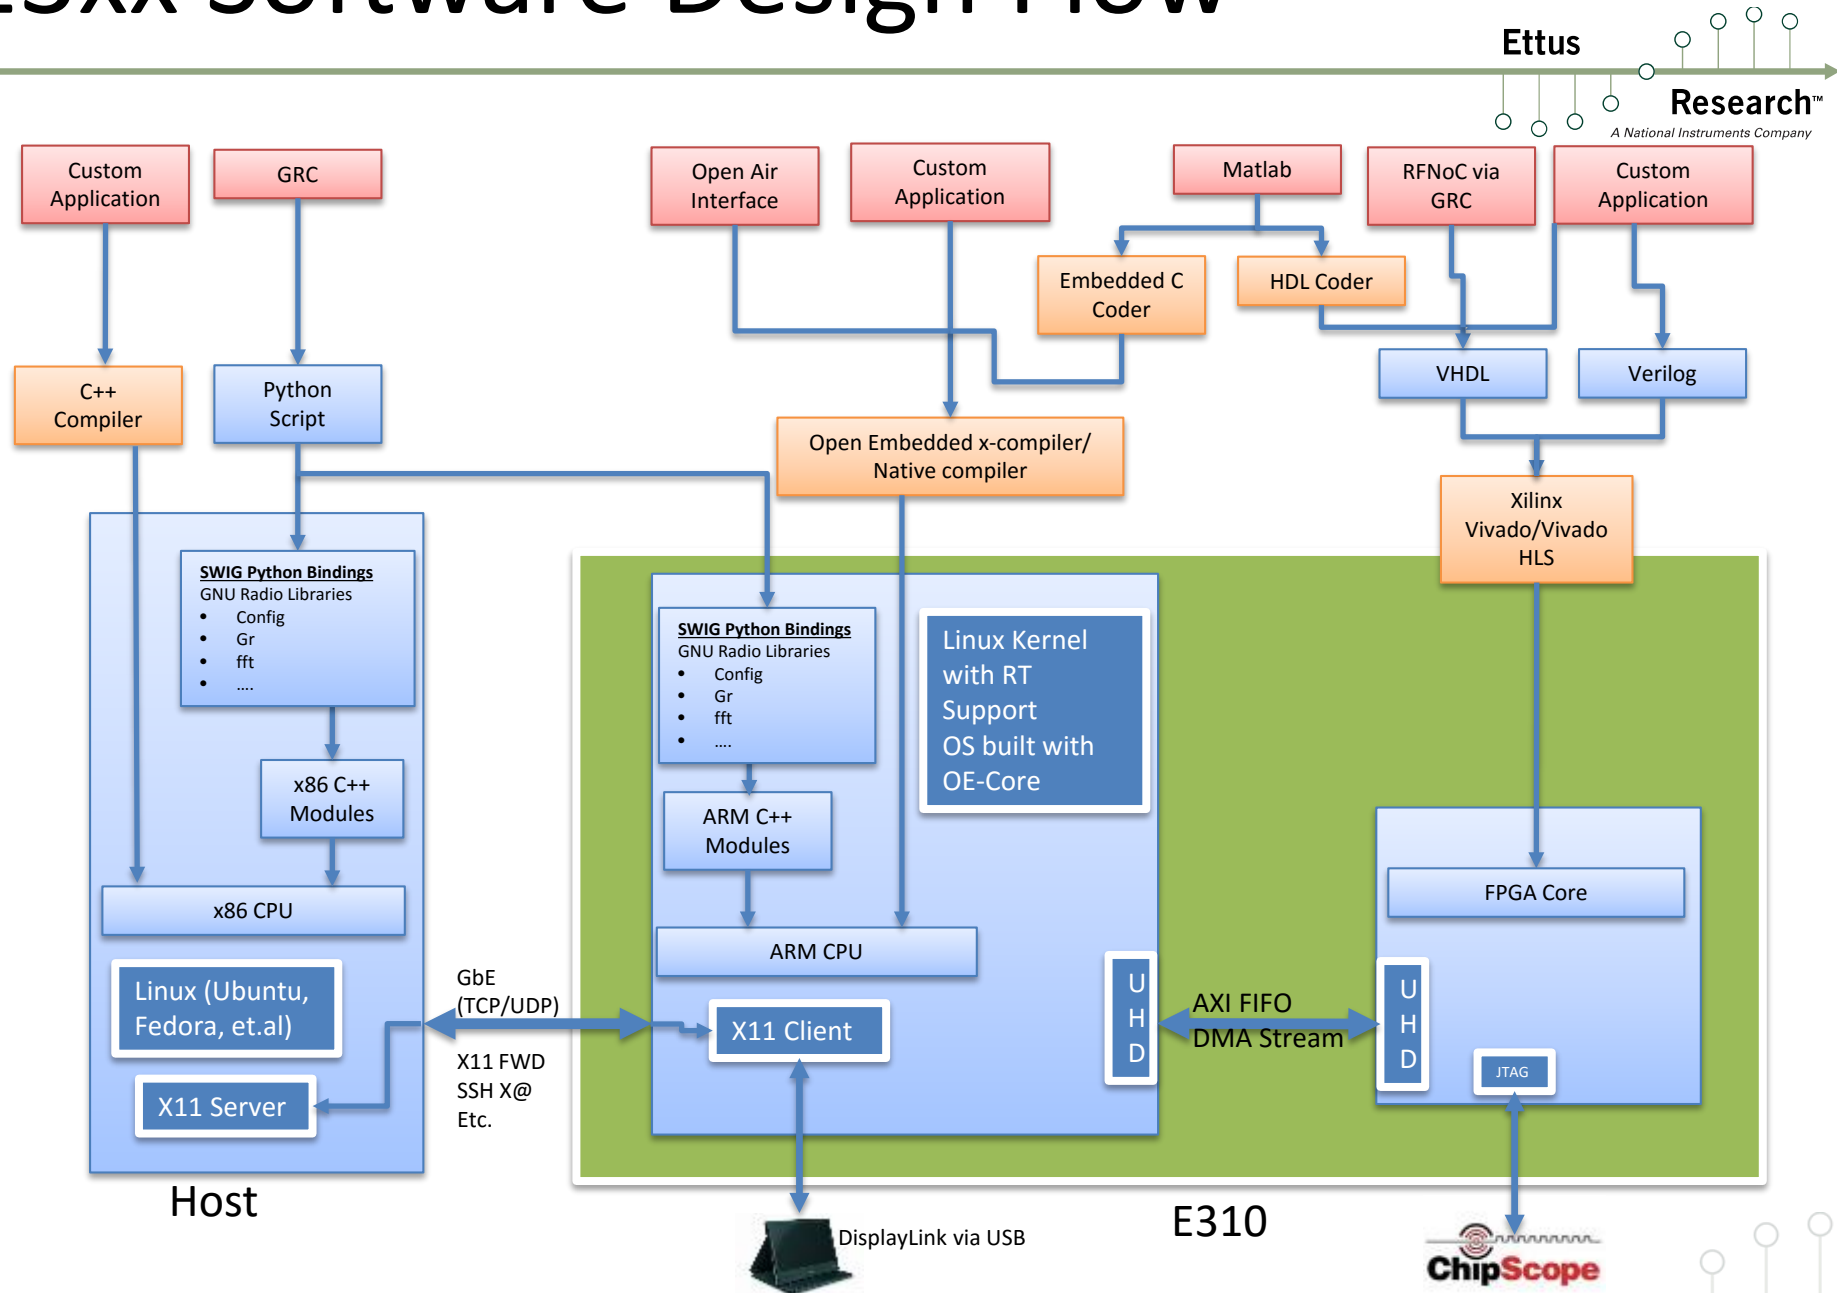 E3xx Software Design Flow
Ettus
Research™
A National Instruments Company
Custom
Application
GRC
Open Air
Interface
Custom
Application
Matlab
RFNoC via
GRC
Custom
Application
Embedded C
Coder
HDL Coder
C++
Compiler
Python
Script
VHDL
Verilog
Open Embedded x-compiler/
Native compiler
Xilinx
Vivado/Vivado
HLS
SWIG Python Bindings
GNU Radio Libraries
• Config
• Gr
• fft
• ....
x86 C++
Modules
x86 CPU
Linux (Ubuntu,
Fedora, et.al)
X11 Server
Host
GbE
(TCP/UDP)
X11 FWD
SSH X@
Etc.
SWIG Python Bindings
GNU Radio Libraries
• Config
• Gr
• fft
• ....
Linux Kernel
with RT
Support
OS built with
OE-Core
ARM C++
Modules
ARM CPU
X11 Client
U
H
D
AXI FIFO
DMA Stream
U
H
D
FPGA Core
JTAG
DisplayLink via USB
E310
ChipScope